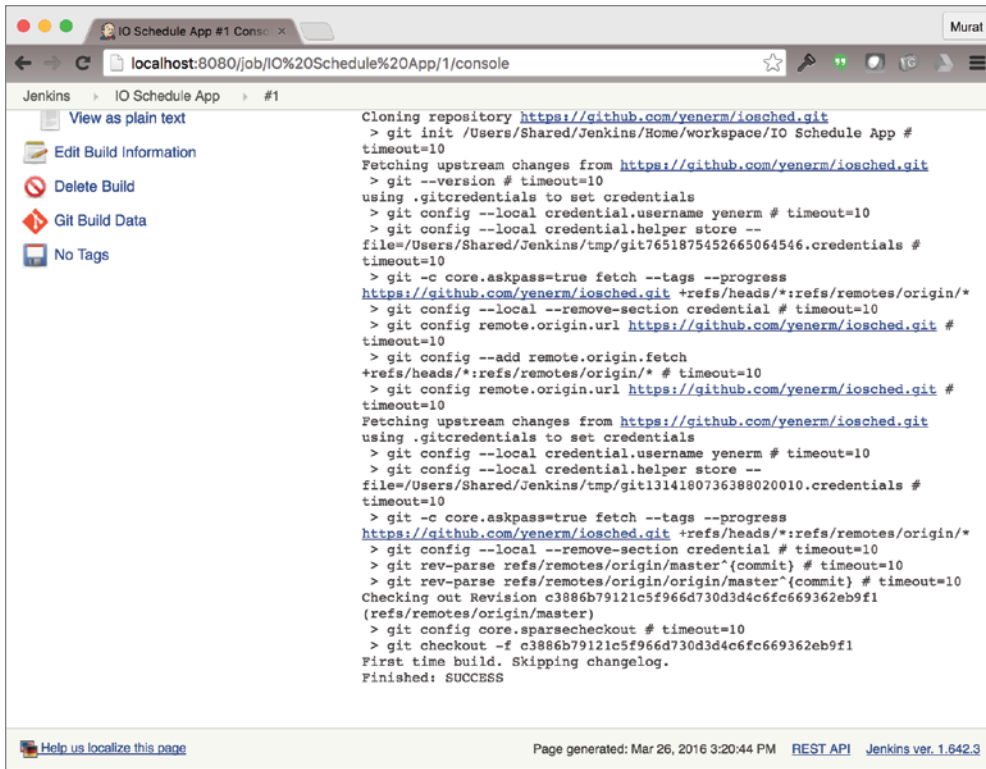 IO Schedule App #1 Conso
Murat
localhost:8080/job/IO%20Schedule%20App/1/console
Jenkins
IO Schedule App
#1
View as plain text
Edit Build Information
Delete Build
Git Build Data
No Tags
Cloning repository https://github.com/yenerm/iosched.git
> git init /Users/Shared/Jenkins/Home/workspace/IO Schedule App #
timeout=10
Fetching upstream changes from https://github.com/yenerm/iosched.git
> git --version # timeout=10
using .gitcredentials to set credentials
> git config --local credential.username yenerm # timeout=10
> git config --local credential.helper store --
file=/Users/Shared/Jenkins/tmp/git7651875452665064546.credentials #
timeout=10
> git -c core.askpass=true fetch --tags --progress
https://github.com/yenerm/iosched.git +refs/heads/*:refs/remotes/origin/*
> git config --local --remove-section credential # timeout=10
> git config remote.origin.url https://github.com/yenerm/iosched.git #
timeout=10
> git config --add remote.origin.fetch
+refs/heads/*:refs/remotes/origin/* # timeout=10
> git config remote.origin.url https://github.com/yenerm/iosched.git #
timeout=10
Fetching upstream changes from https://github.com/yenerm/iosched.git
using .gitcredentials to set credentials
> git config --local credential.username yenerm # timeout=10
> git config --local credential.helper store --
file=/Users/Shared/Jenkins/tmp/git1314180736388020010.credentials #
timeout=10
> git -c core.askpass=true fetch --tags --progress
https://github.com/yenerm/iosched.git +refs/heads/*:refs/remotes/origin/*
> git config --local --remove-section credential # timeout=10
> git rev-parse refs/remotes/origin/master^{commit} # timeout=10
> git rev-parse refs/remotes/origin/origin/master^{commit} # timeout=10
Checking out Revision c3886b79121c5f966d730d3d4c6fc669362eb9f1
(refs/remotes/origin/master)
> git config core.sparsecheckout # timeout=10
> git checkout -f c3886b79121c5f966d730d3d4c6fc669362eb9f1
First time build. Skipping changelog.
Finished: SUCCESS
Help us localize this page
Page generated: Mar 26, 2016 3:20:44 PM
REST API
Jenkins ver. 1.642.3